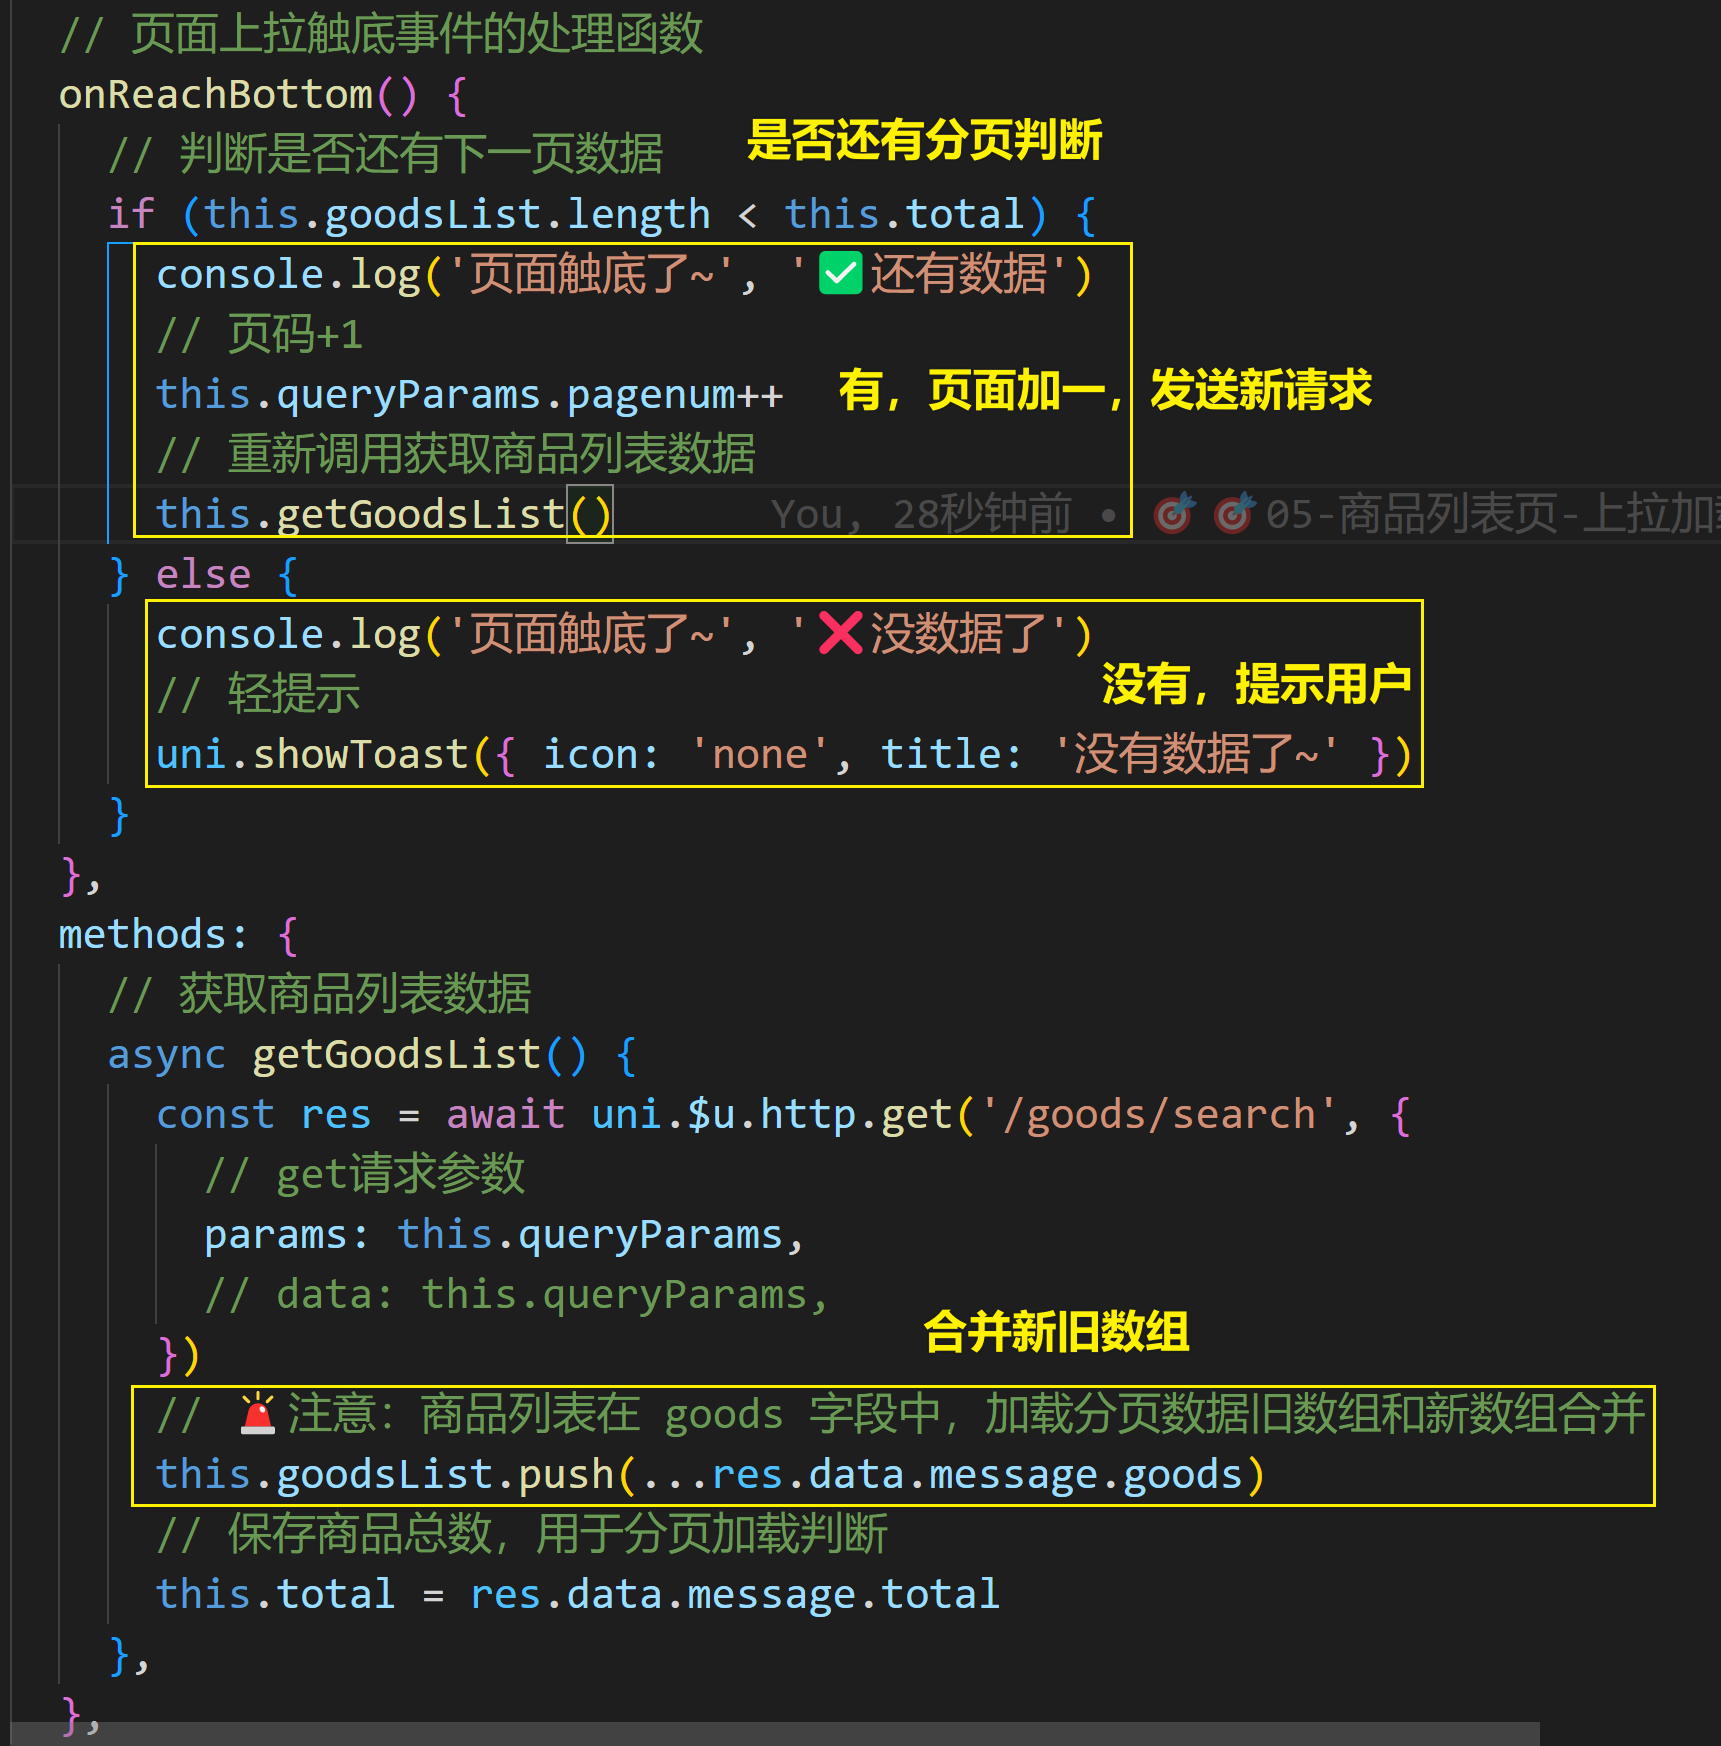 // 页面上拉触底事件的处理函数
onReachBottom() {
// 判断是否还有下一页数据 是否还有分页判断
if (this.goodsList.length < this.total) {
console.log('页面触底了~', '✅还有数据')
// 页码+1
this.queryParams.pagenum++ 有，页面加一，发送新请求
// 重新调用获取商品列表数据
this.getGoodsList() You, 28秒钟前 • 🎯🎯05-商品列表页-上拉加
} else {
console.log('页面触底了~', '❌没数据了')
// 轻提示 没有，提示用户
uni.showToast({ icon: 'none', title: '没有数据了~' })
}
},
methods: {
// 获取商品列表数据
async getGoodsList() {
const res = await uni.$u.http.get('/goods/search', {
// get请求参数
params: this.queryParams,
// data: this.queryParams,
}) 合并新旧数组
// 🚨注意：商品列表在 goods 字段中，加载分页数据旧数组和新数组合并
this.goodsList.push(...res.data.message.goods)
// 保存商品总数，用于分页加载判断
this.total = res.data.message.total
},
},